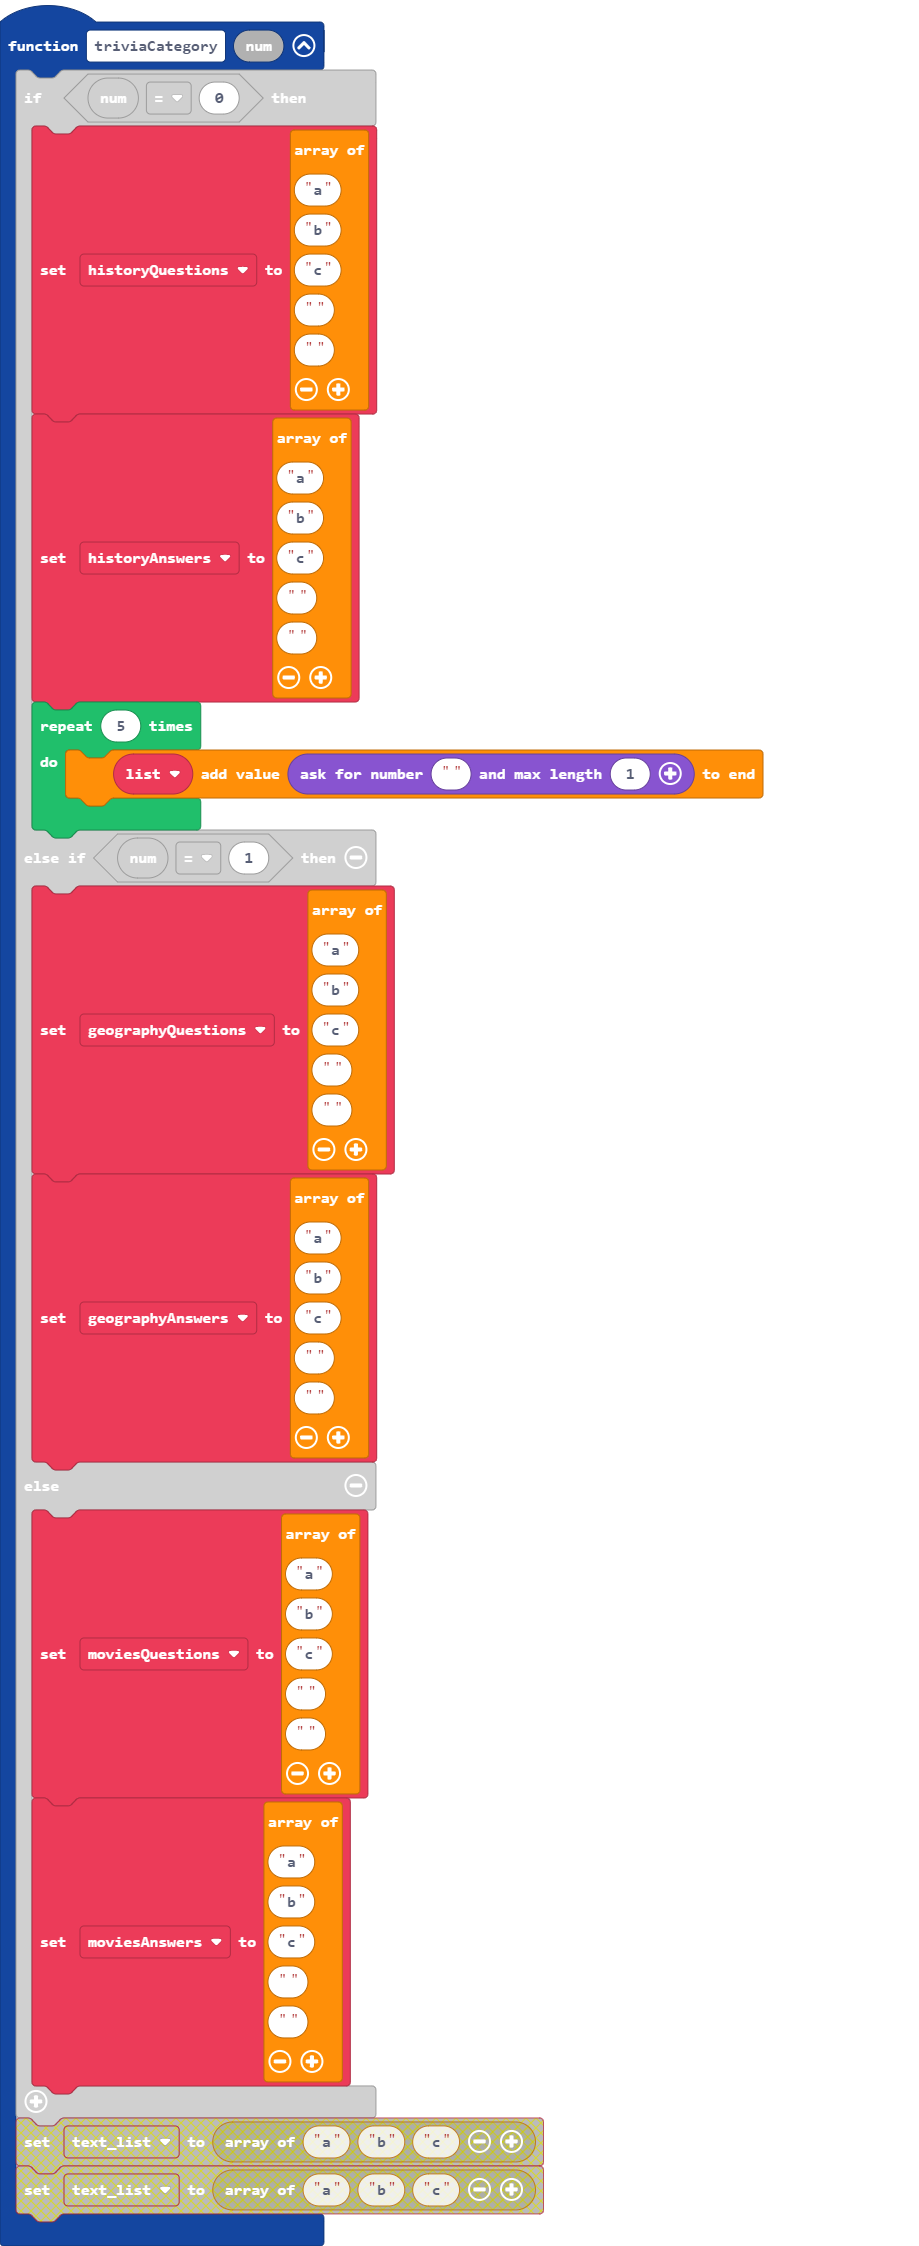 function triviaCategory num
if num = 0 then
array of
"a"
"b"
set historyQuestions to "c"
" "
" "
array of
"a"
"b"
set historyAnswers to "c"
" "
" "
repeat 5 times
do list add value ask for number " " and max length 1 to end
else if num = 1 then
array of
"a"
"b"
set geographyQuestions to "c"
" "
" "
array of
"a"
"b"
set geographyAnswers to "c"
" "
" "
else
array of
"a"
"b"
set moviesQuestions to "c"
" "
" "
array of
"a"
"b"
set moviesAnswers to "c"
" "
" "
set text_list to array of "a" "b" "c"
set text_list to array of "a" "b" "c"